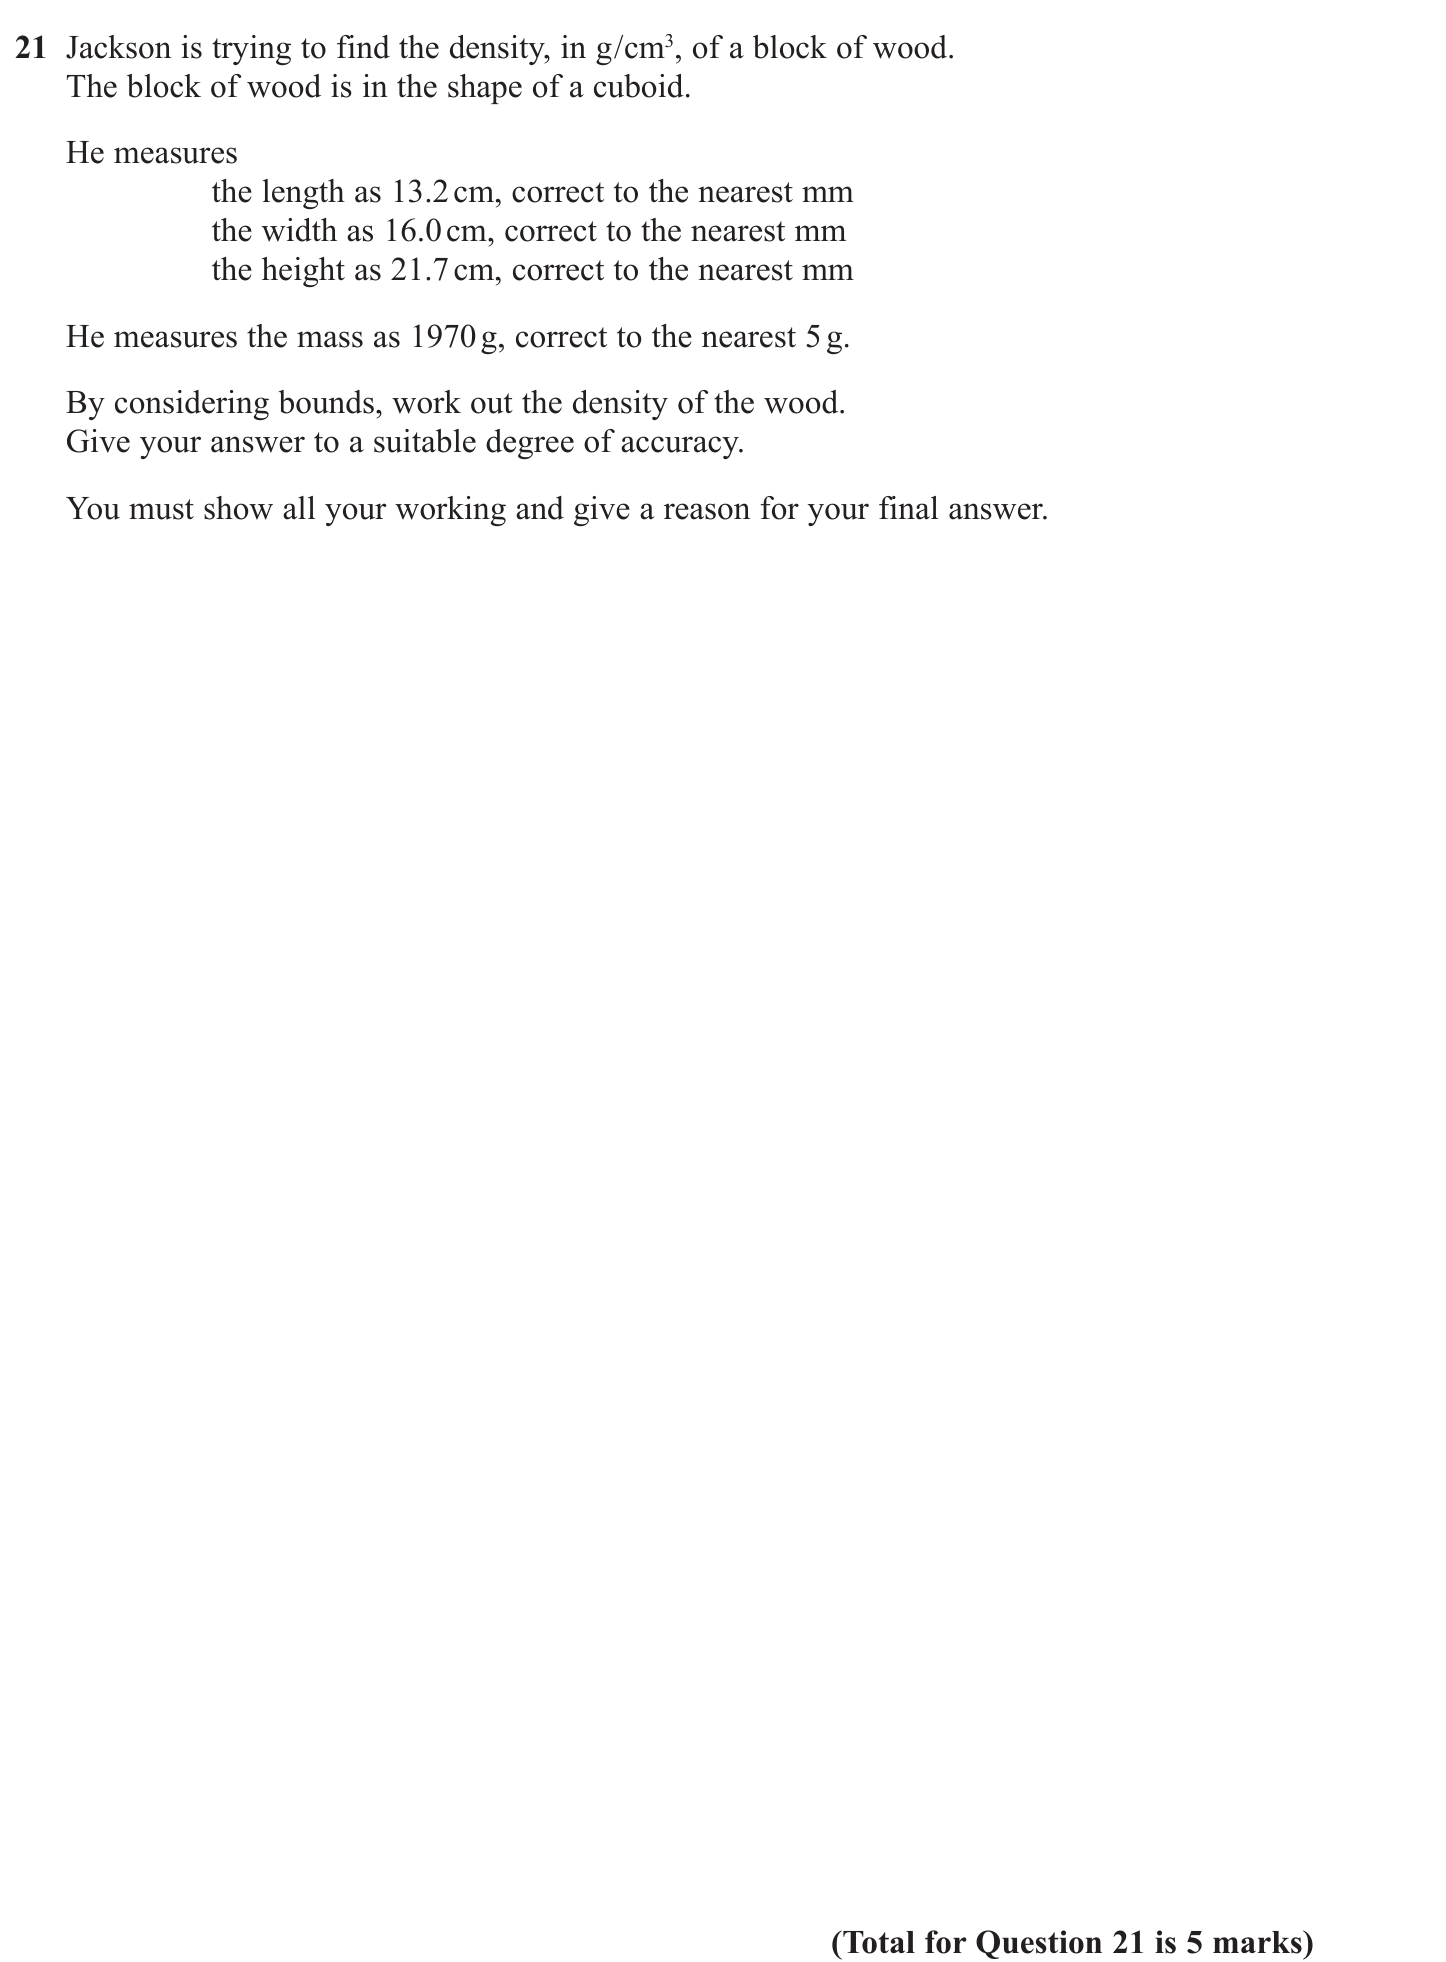 21 Jackson is trying to find the density, in g/cm³, of a block of wood.
The block of wood is in the shape of a cuboid.
He measures
the length as 13.2 cm, correct to the nearest mm
the width as 16.0 cm, correct to the nearest mm
the height as 21.7 cm, correct to the nearest mm
He measures the mass as 1970 g, correct to the nearest 5 g.
By considering bounds, work out the density of the wood.
Give your answer to a suitable degree of accuracy.
You must show all your working and give a reason for your final answer.
(Total for Question 21 is 5 marks)